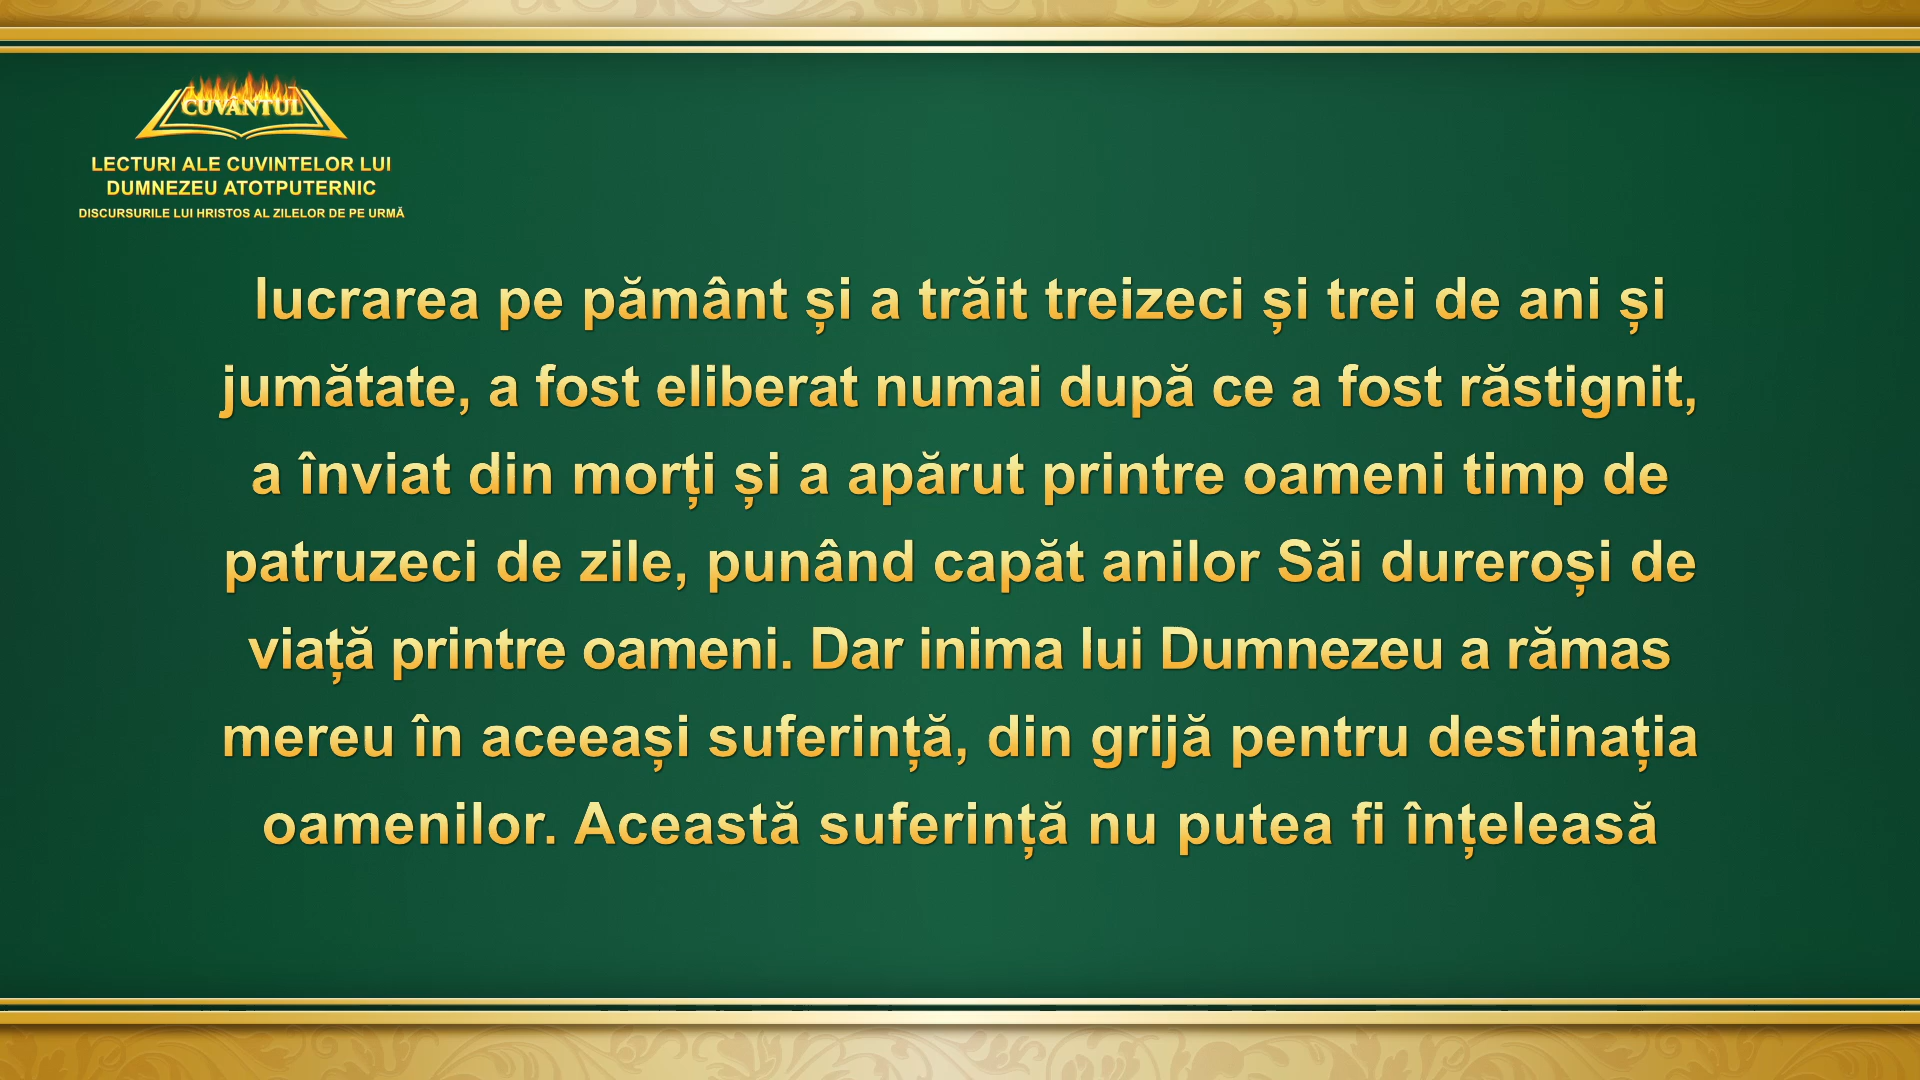 CUVÂNTUL
LECTURI ALE CUVINTELOR LUI
DUMNEZEU ATOTPUTERNIC
DISCURSURILE LUI HRISTOS AL ZILELOR DE PE URMĂ
lucrarea pe pământ și a trăit treizeci și trei de ani și
jumătate, a fost eliberat numai după ce a fost răstignit,
a înviat din morți și a apărut printre oameni timp de
patruzeci de zile, punând capăt anilor Săi dureroși de
viață printre oameni. Dar inima lui Dumnezeu a rămas
mereu în aceeași suferință, din grijă pentru destinația
oamenilor. Această suferință nu putea fi înțeleasă